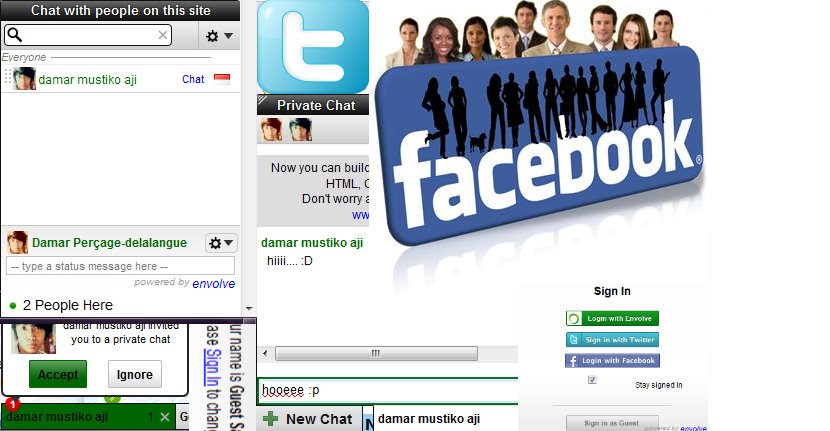 Chat with people on this site
Everyone
damar mustiko aji Chat
Damar Perçage-delalangue
-- type a status message here --
powered by envolve
2 People Here
damar mustiko aji invited
you to a private chat
Accept Ignore
1
damar mustiko aji 1 ×
ur name is Guest
ase Sign In to chang
t
Private Chat
Now you can build
HTML, C
Don't worry a
ww
damar mustiko aji
hiiii.... :D
hooeee :p
New Chat
damar mustiko aji
facebook®
Sign In
Login with Envolve
Sign in with Twitter
Login with Facebook
Stay signed in
Sign in as Guest
powered by envolve